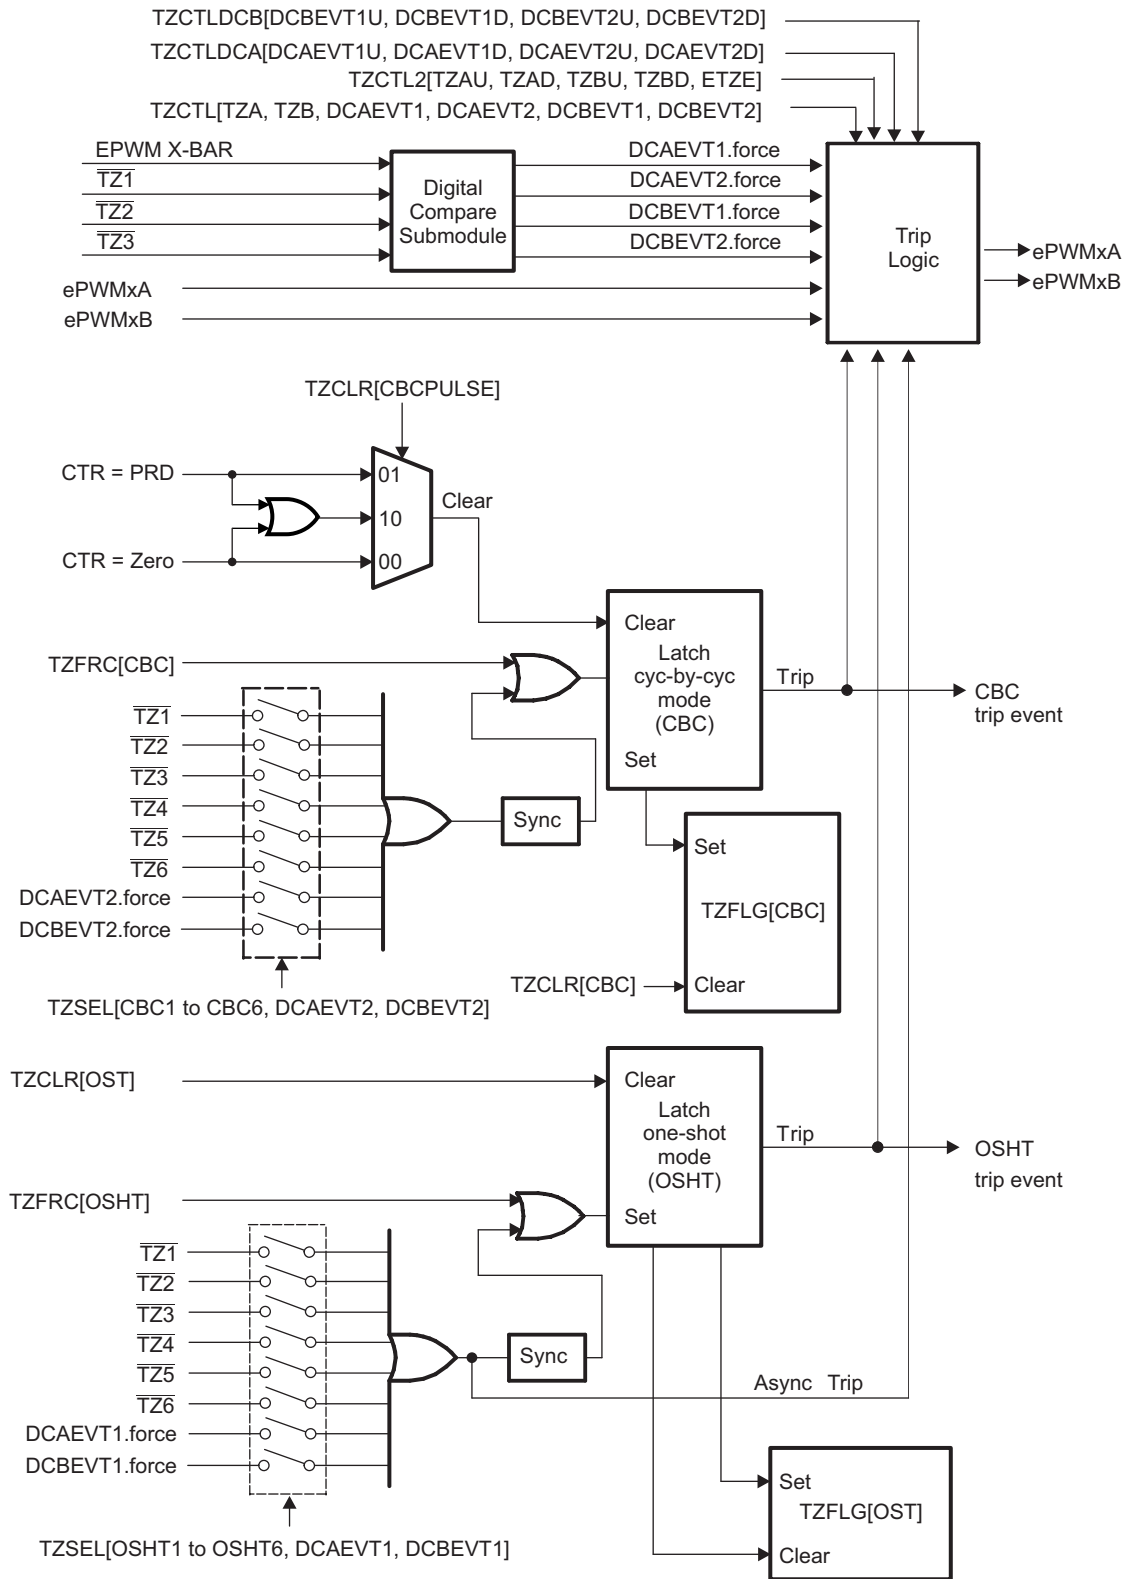 TZCTLDCB[DCBEVT1U, DCBEVT1D, DCBEVT2U, DCBEVT2D]
TZCTLDCA[DCAEVT1U, DCAEVT1D, DCAEVT2U, DCAEVT2D]
TZCTL2[TZAU, TZAD, TZBU, TZBD, ETZE]
TZCTL[TZA, TZB, DCAEVT1, DCAEVT2, DCBEVT1, DCBEVT2]
EPWM X-BAR
TZ1
TZ2
TZ3
Digital
Compare
Submodule
DCAEVT1.force
DCAEVT2.force
DCBEVT1.force
DCBEVT2.force
Trip
Logic
ePWMxA
ePWMxB
ePWMxA
ePWMxB
TZCLR[CBCPULSE]
CTR = PRD
01
10
Clear
CTR = Zero
00
Clear
Latch
cyc-by-cyc
mode
(CBC)
Set
TZFRC[CBC]
Trip
CBC
trip event
TZ1
TZ2
TZ3
TZ4
TZ5
TZ6
DCAEVT2.force
DCBEVT2.force
Sync
Set
TZFLG[CBC]
TZCLR[CBC]
Clear
TZSEL[CBC1 to CBC6, DCAEVT2, DCBEVT2]
TZCLR[OST]
Clear
Latch
one-shot
mode
(OSHT)
Set
Trip
OSHT
trip event
TZFRC[OSHT]
TZ1
TZ2
TZ3
TZ4
TZ5
TZ6
DCAEVT1.force
DCBEVT1.force
Sync
Async Trip
Set
TZFLG[OST]
Clear
TZSEL[OSHT1 to OSHT6, DCAEVT1, DCBEVT1]